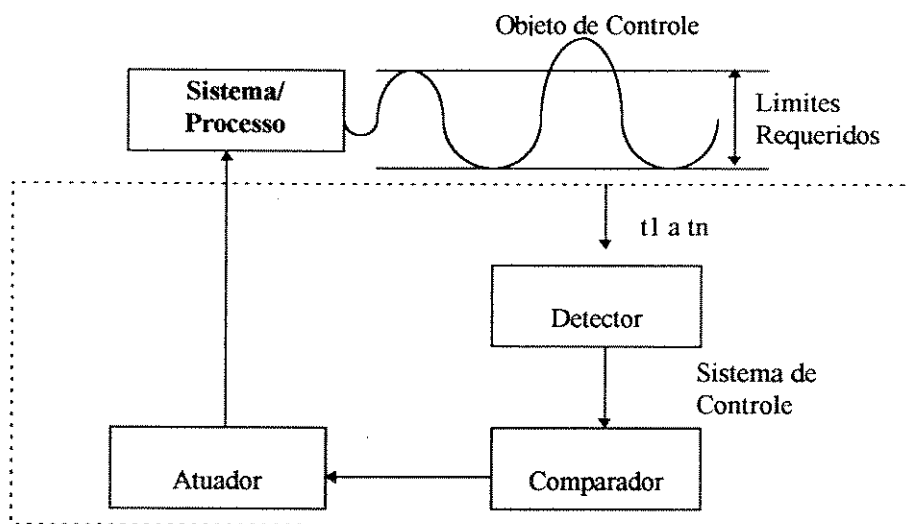 Objeto de Controle
Sistema/
Processo
Limites
Requeridos
t1 a tn
Detector
Sistema de
Controle
Atuador
Comparador